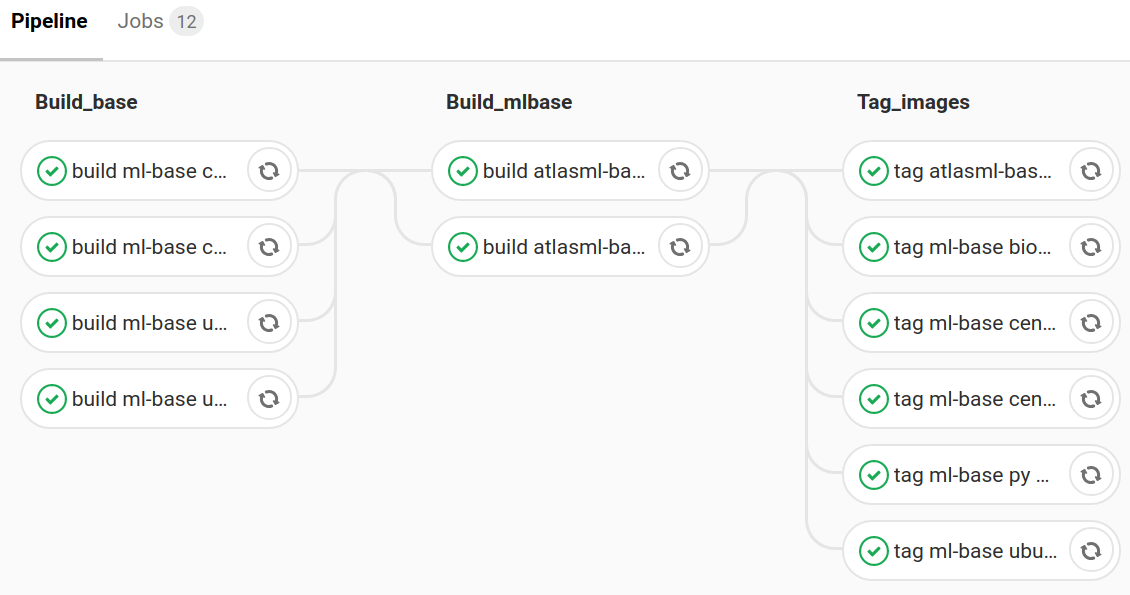 Pipeline
Jobs 12
Build_base
build ml-base c...
build ml-base c...
build ml-base u...
build ml-base u...
Build_mlbase
build atlasml-ba...
build atlasml-ba...
Tag_images
tag atlasml-bas...
tag ml-base bio...
tag ml-base cen...
tag ml-base cen...
tag ml-base py ...
tag ml-base ubu...